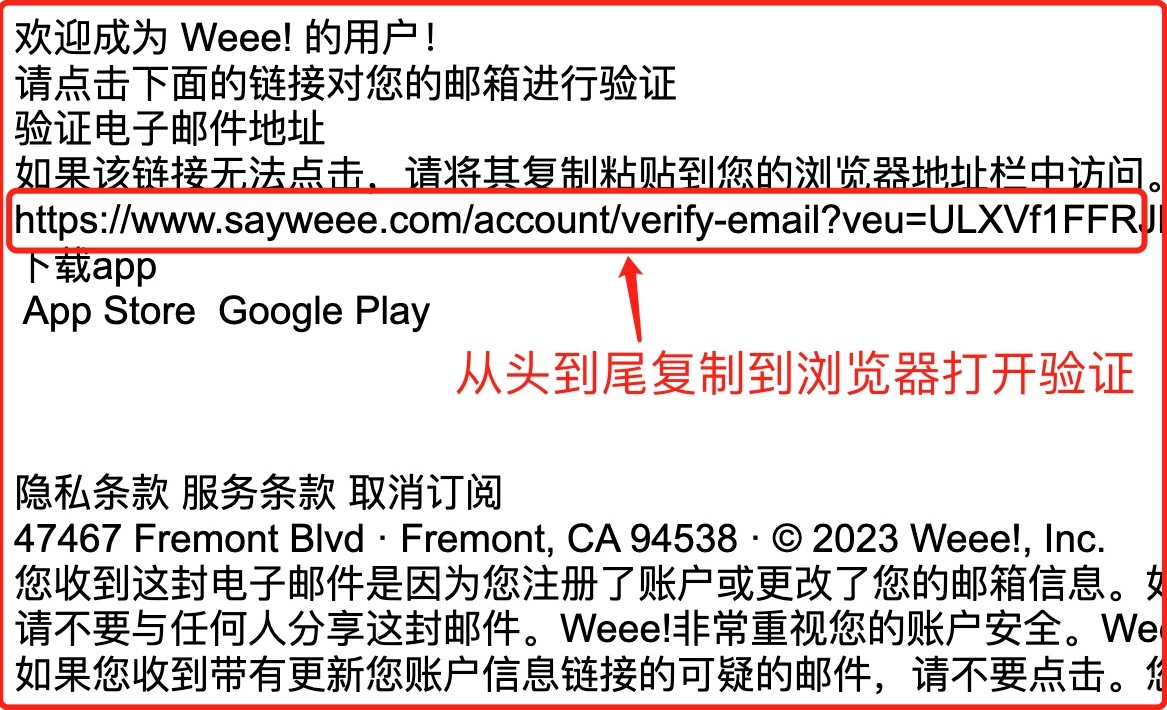 欢迎成为 Weee! 的用户！
请点击下面的链接对您的邮箱进行验证
验证电子邮件地址
如果该链接无法点击，请将其复制粘贴到您的浏览器地址栏中访问。
https://www.sayweee.com/account/verify-email?veu=ULXVf1FFRJ
下载app
App Store  Google Play
从头到尾复制到浏览器打开验证
隐私条款 服务条款 取消订阅
47467 Fremont Blvd · Fremont, CA 94538 · © 2023 Weee!, Inc.
您收到这封电子邮件是因为您注册了账户或更改了您的邮箱信息。如
请不要与任何人分享这封邮件。Weee!非常重视您的账户安全。Wee
如果您收到带有更新您账户信息链接的可疑的邮件，请不要点击。您